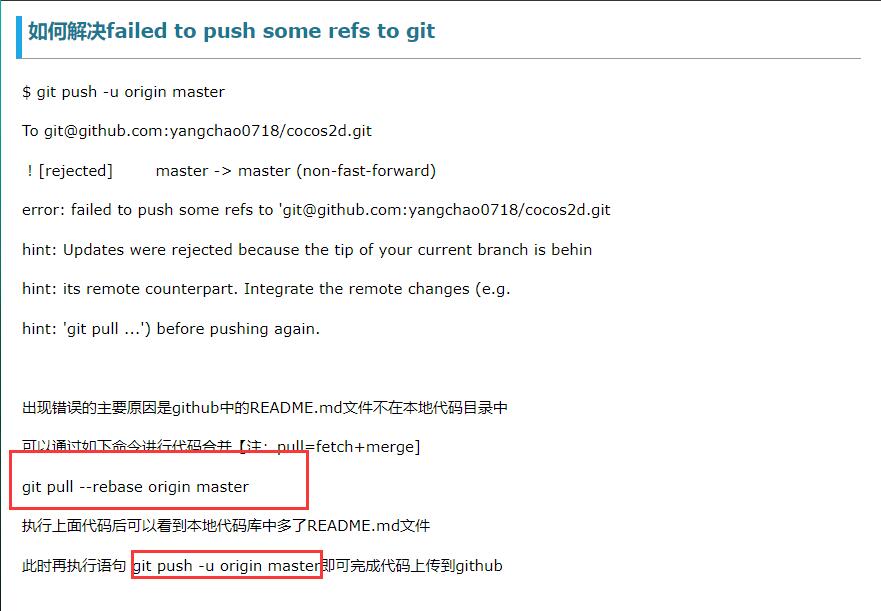 如何解决failed to push some refs to git
$ git push -u origin master
To git@github.com:yangchao0718/cocos2d.git
! [rejected] master -> master (non-fast-forward)
error: failed to push some refs to 'git@github.com:yangchao0718/cocos2d.git
hint: Updates were rejected because the tip of your current branch is behin
hint: its remote counterpart. Integrate the remote changes (e.g.
hint: 'git pull ...') before pushing again.
出现错误的主要原因是github中的README.md文件不在本地代码目录中
可以通过如下命令进行代码合并【注：pull=fetch+merge]
git pull --rebase origin master
执行上面代码后可以看到本地代码库中多了README.md文件
此时再执行语句 git push -u origin master即可完成代码上传到github